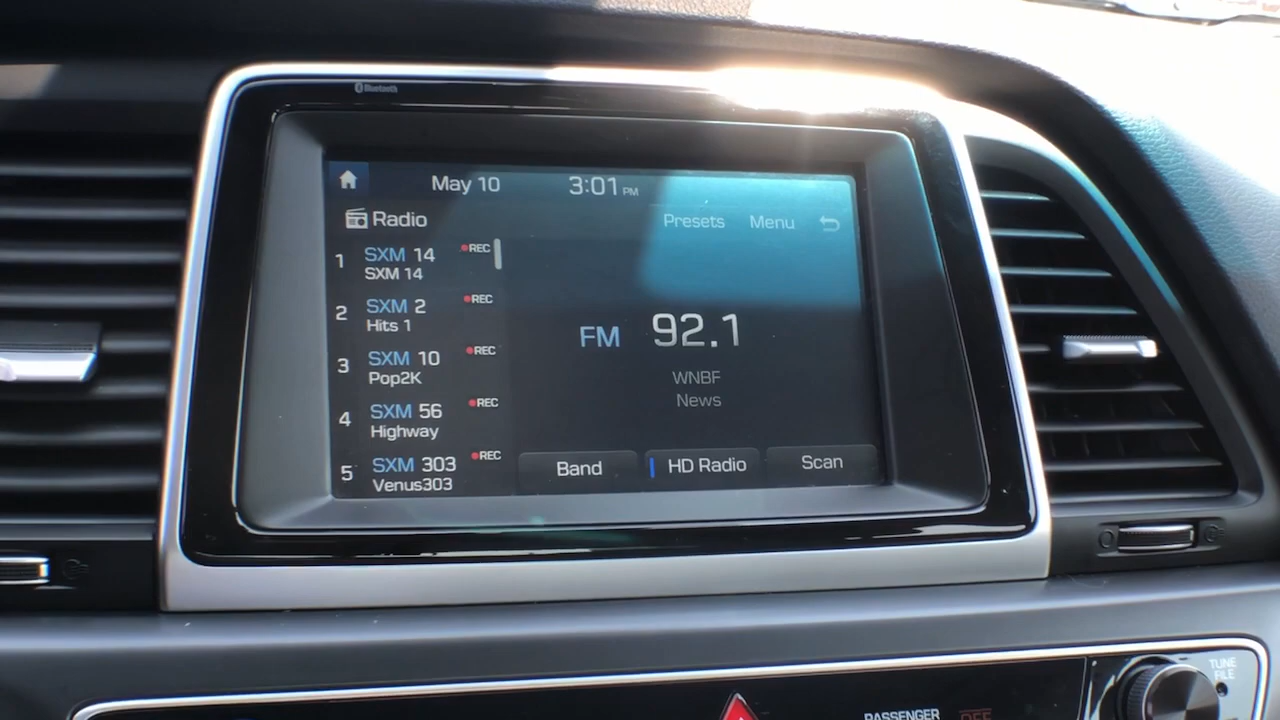 Bluetooth
May 10 3:01 PM
Radio Presets Menu
1 SXM 14 REC
SXM 14
2 SXM 2 REC
Hits 1
3 SXM 10 REC
Pop2K
4 SXM 56 REC
Highway
5 SXM 303 REC
Venus303
FM 92.1
WNBF
News
Band HD Radio Scan
TUNE
FILE
PASSENGER OFF